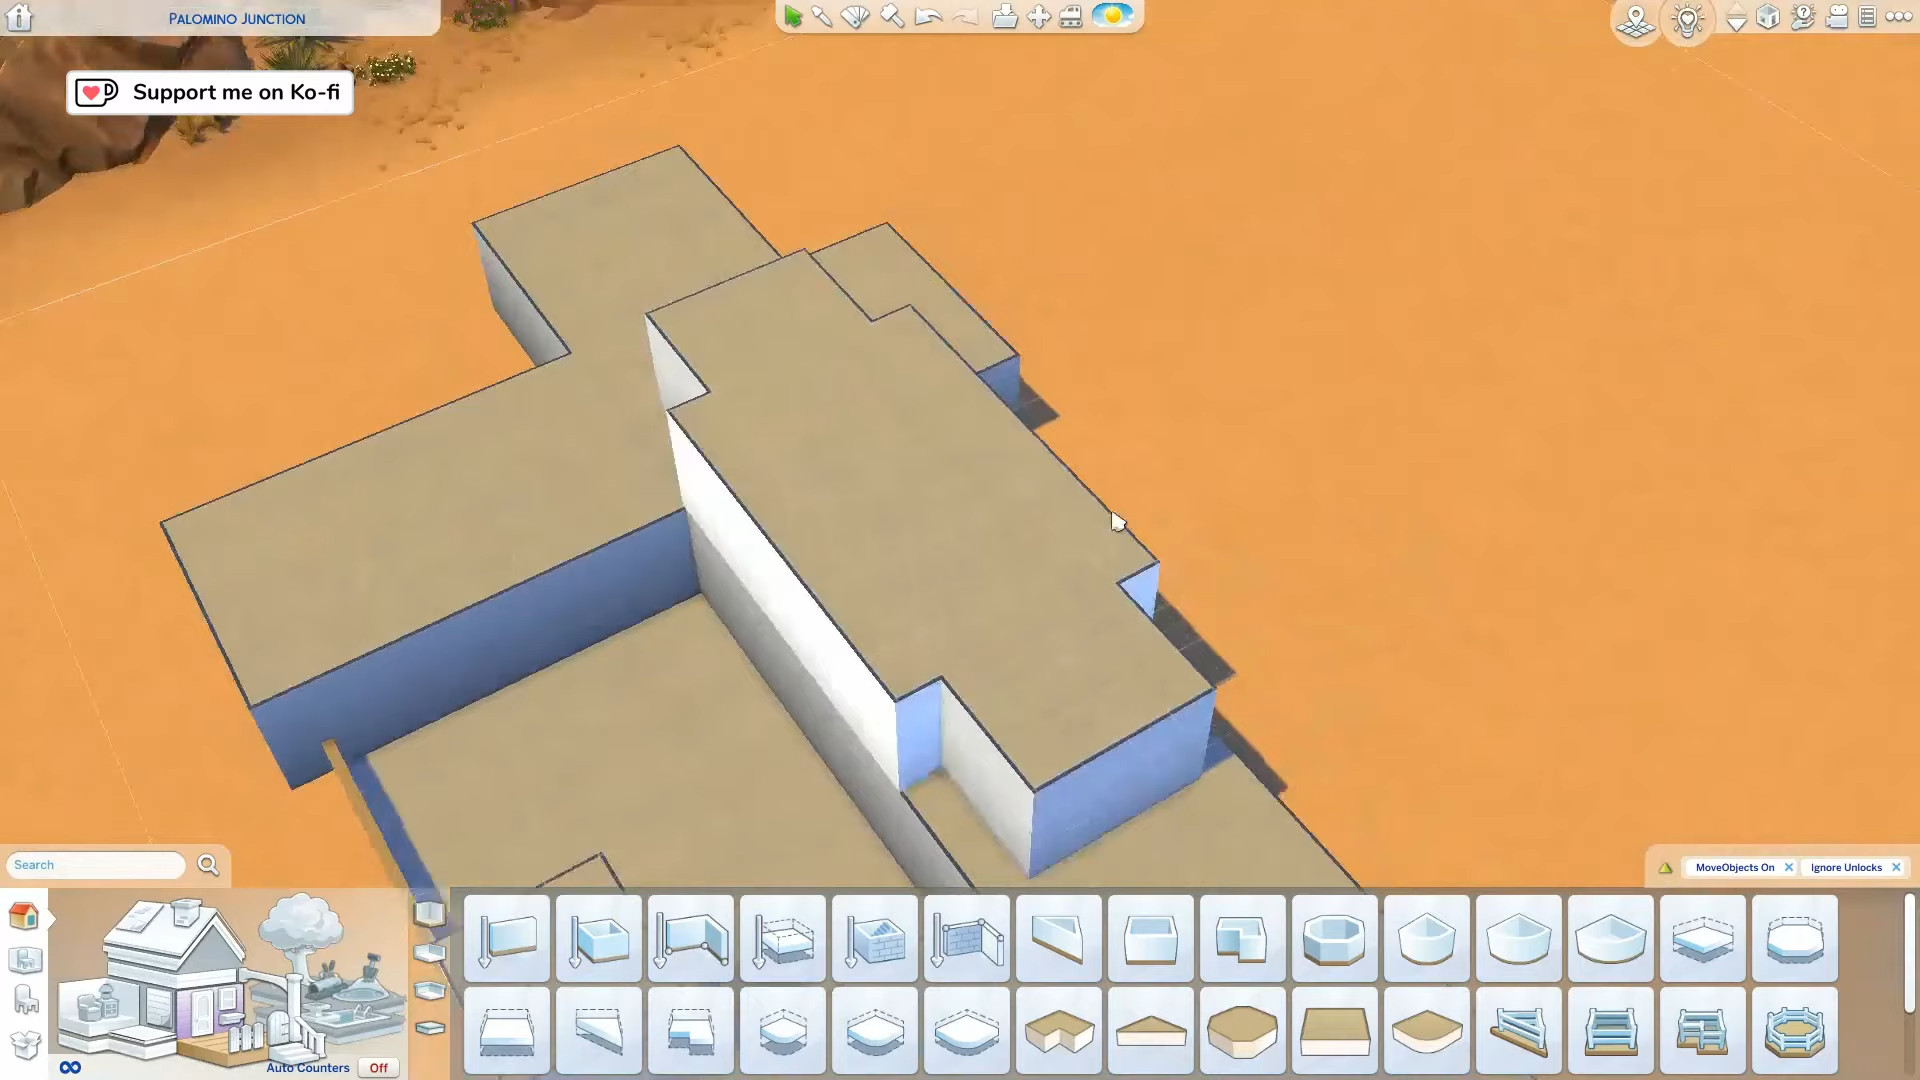 PALOMINO JUNCTION
Support me on Ko-fi
Search
MoveObjects On
Ignore Unlocks
Auto Counters
Off